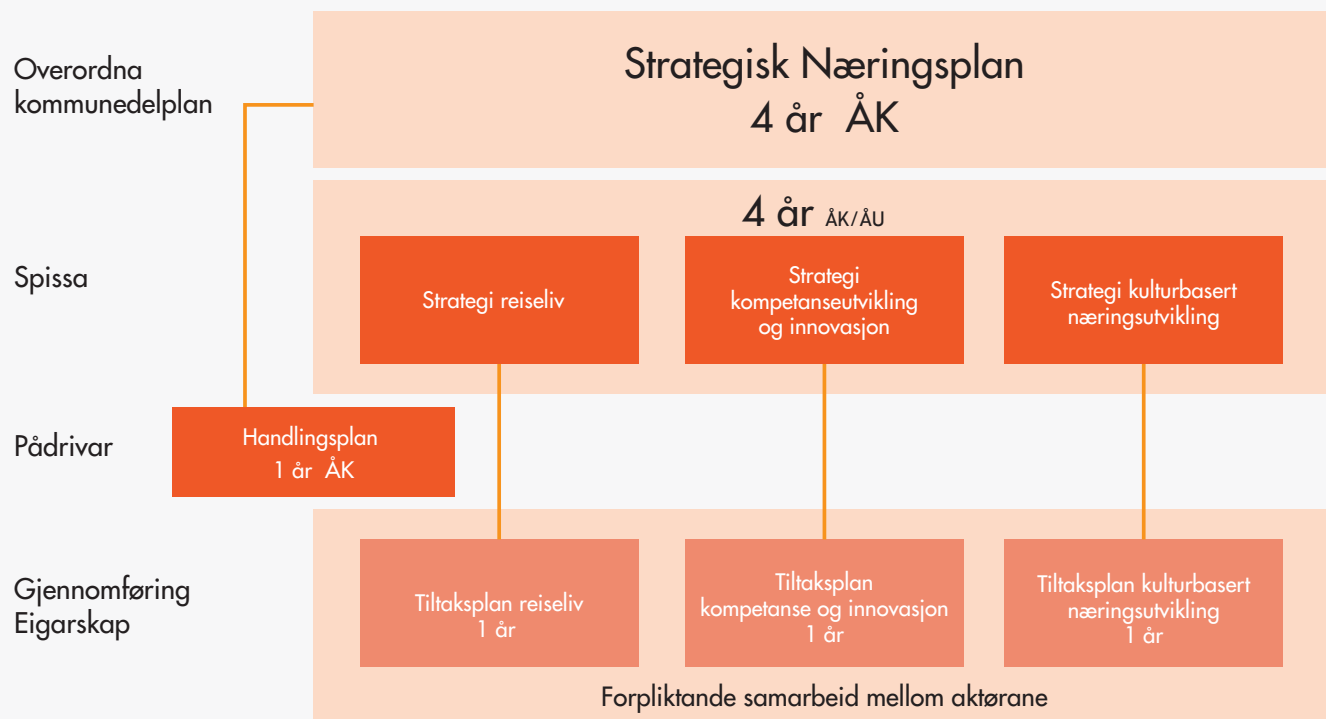 Overordna
kommunedelplan
Strategisk Næringsplan
4 år ÅK
4 år ÅK/ÅU
Spissa
Strategi reiseliv
Strategi
kompetanseutvikling
og innovasjon
Strategi kulturbasert
næringsutvikling
Pådrivar
Handlingsplan
1 år ÅK
Gjennomføring
Eigarskap
Tiltaksplan reiseliv
1 år
Tiltaksplan
kompetanse og innovasjon
1 år
Tiltaksplan kulturbasert
næringsutvikling
1 år
Forpliktande samarbeid mellom aktørane